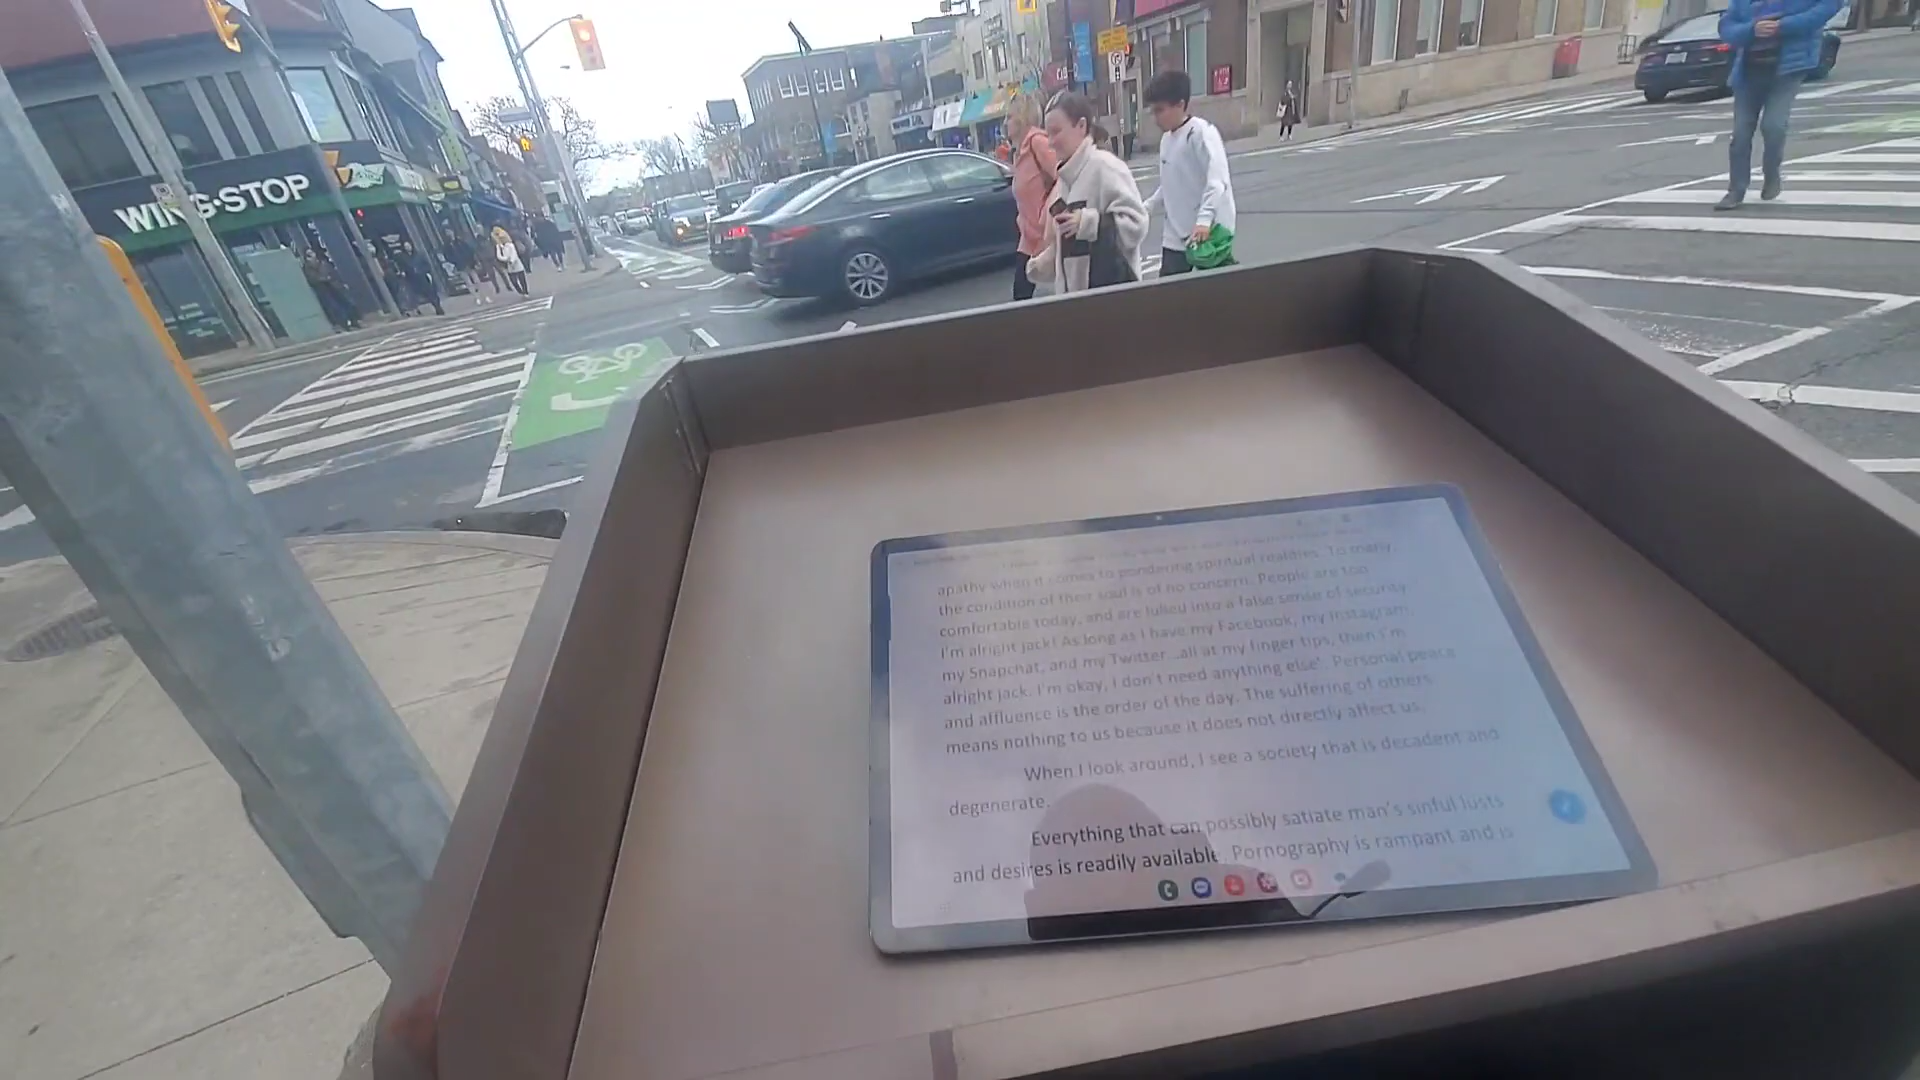 WING·STOP
apathy when it comes to pondering spiritual realities. To many,
the condition of their soul is of no concern. People are too
comfortable today, and are lulled into a false sense of security
I'm alright jack! As long as I have my Facebook, my Instagram,
my Snapchat, and my Twitter...all at my finger tips, then I'm
alright jack. I'm okay, I don't need anything else'. Personal peace
and affluence is the order of the day. The suffering of others
means nothing to us because it does not directly affect us.
When I look around, I see a society that is decadent and
degenerate.
Everything that can possibly satiate man's sinful lusts
and desires is readily available. Pornography is rampant and is